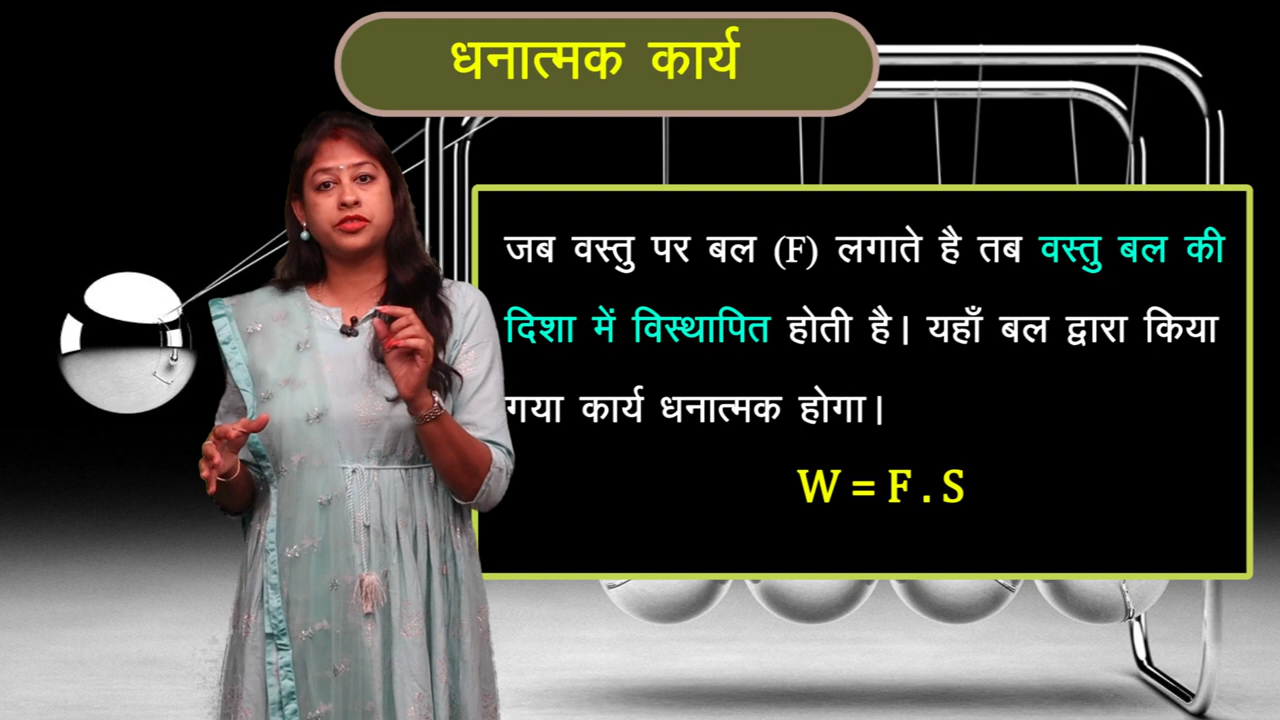 धनात्मक कार्य
जब वस्तु पर बल (F) लगाते है तब वस्तु बल की
दिशा में विस्थापित होती है। यहाँ बल द्वारा किया
गया कार्य धनात्मक होगा।
W = F . S